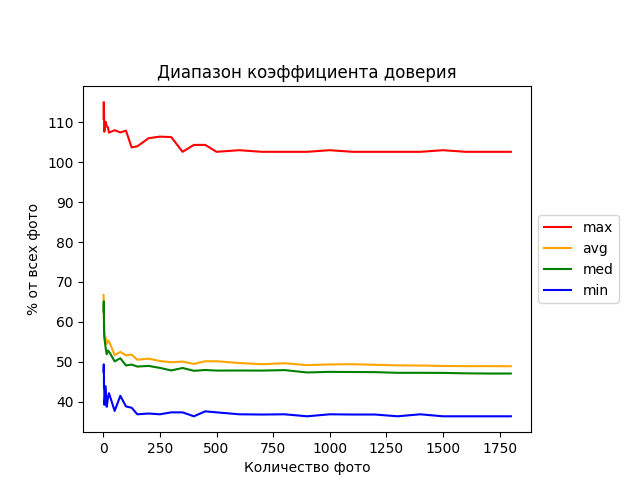 Диапазон коэффициента доверия
% от всех фото
110
100
90
80
70
60
50
40
0
250
500
750
1000
1250
1500
1750
Количество фото
max
avg
med
min